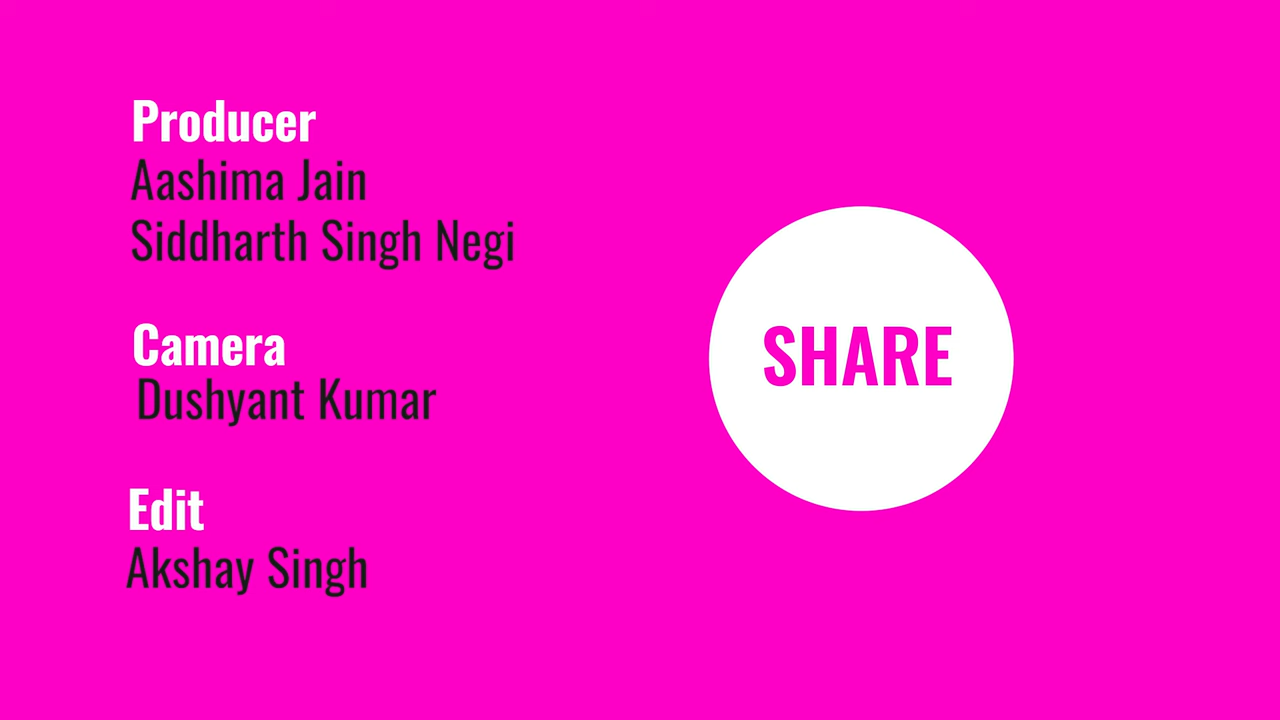 Producer
Aashima Jain
Siddharth Singh Negi
Camera
Dushyant Kumar
Edit
Akshay Singh
SHARE